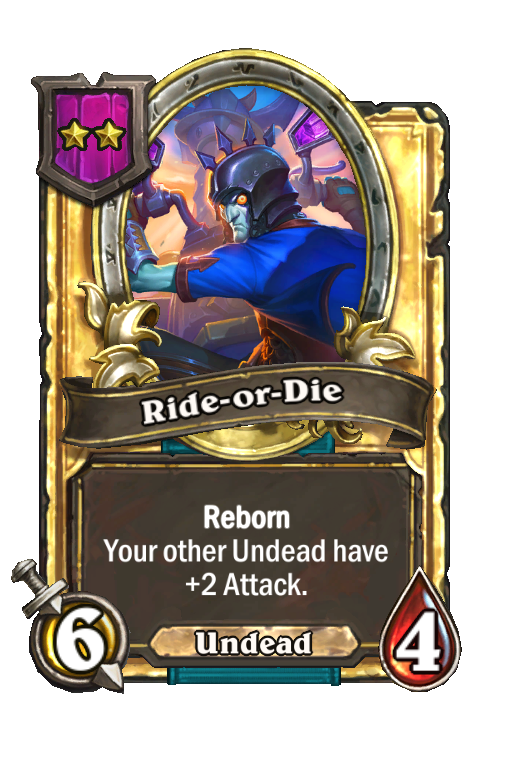 Ride-or-Die
Reborn
Your other Undead have
+2 Attack.
6
Undead
4